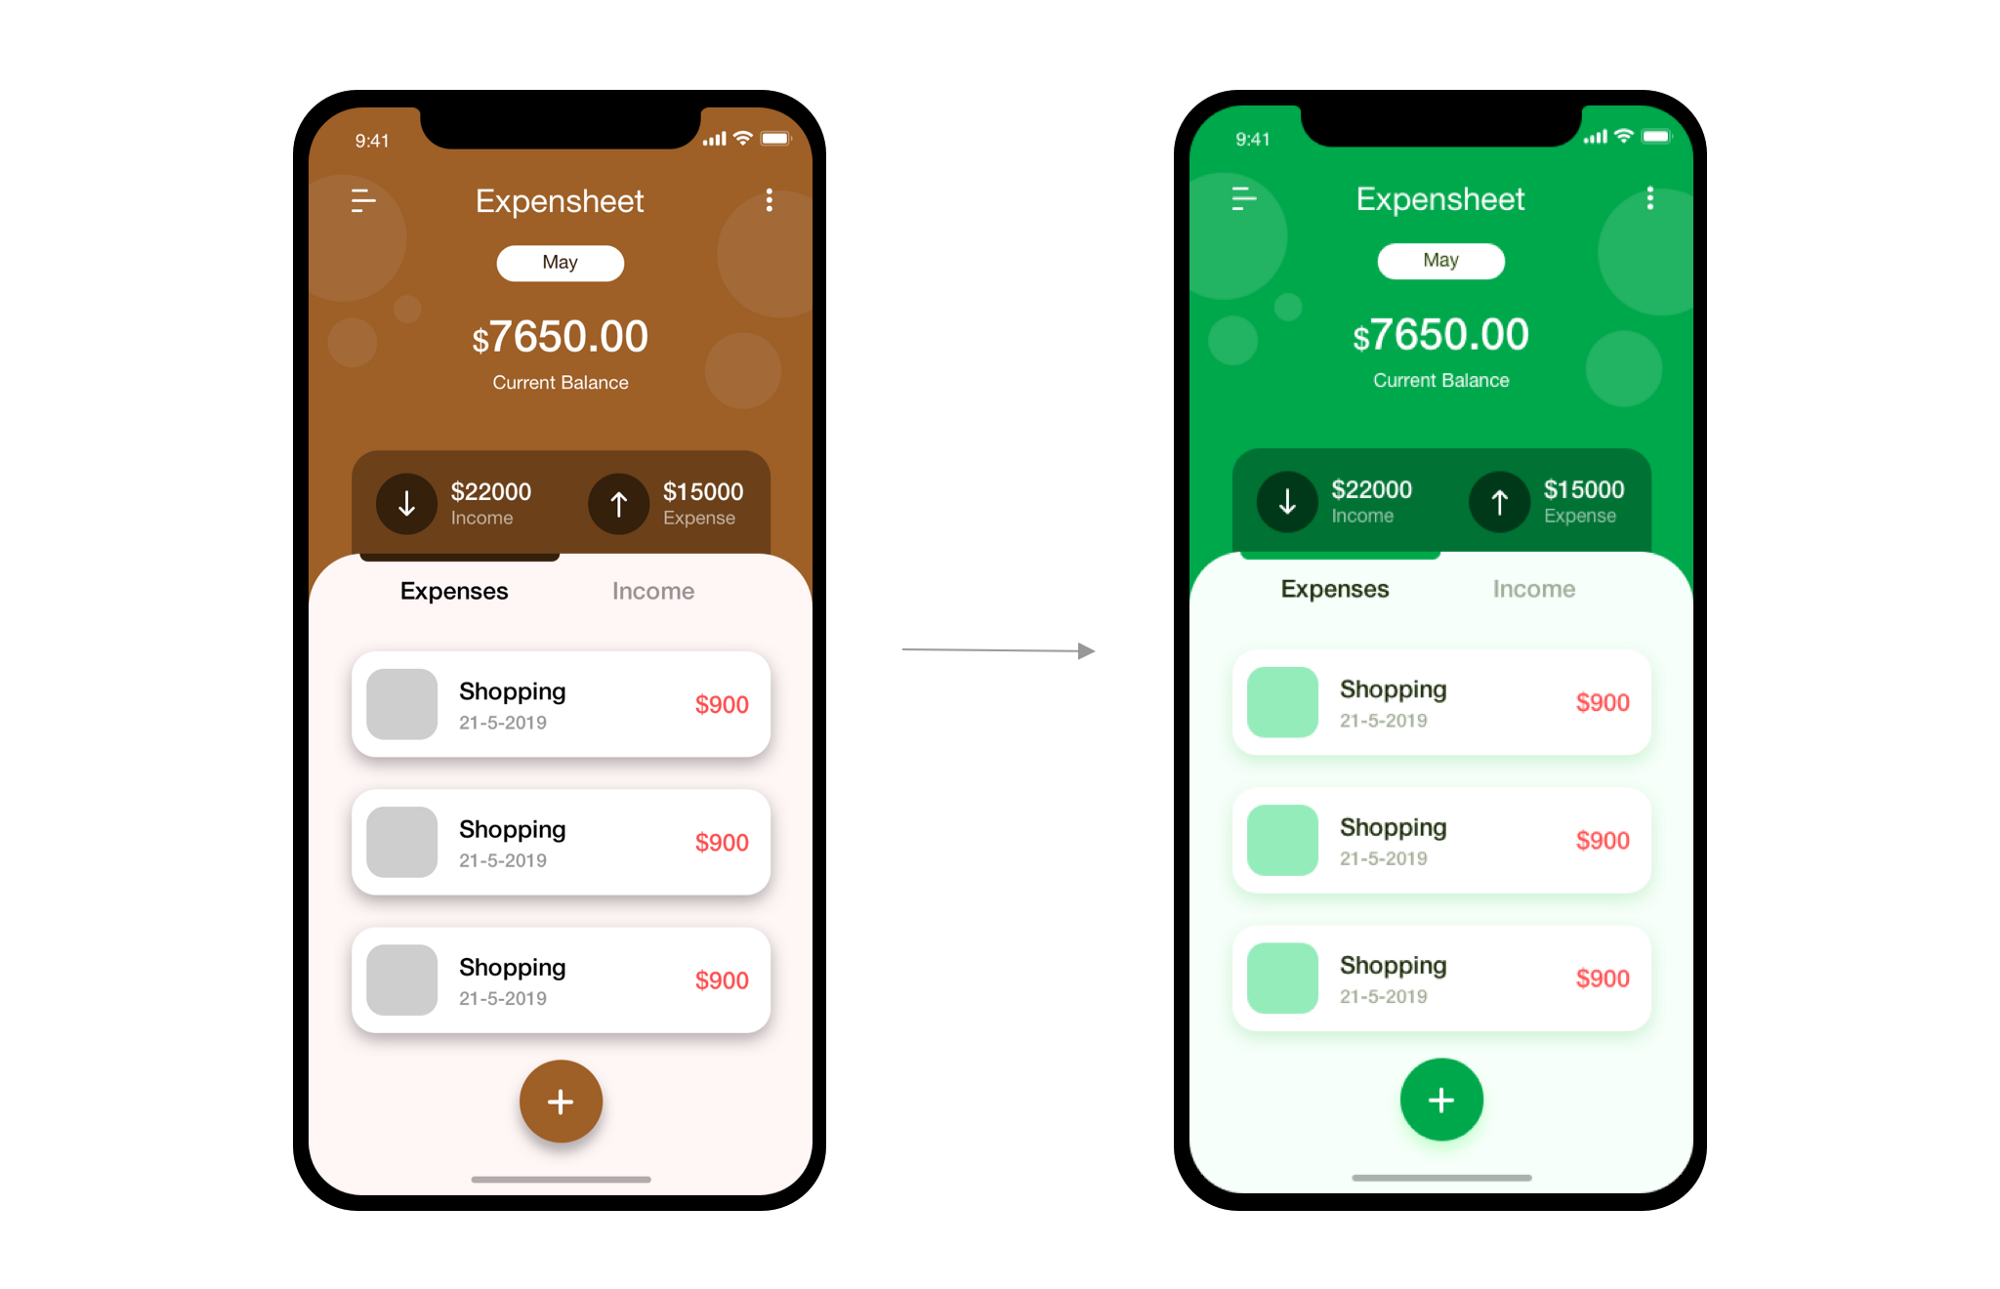 9:41
Expensheet
May
$7650.00
Current Balance
$22000
Income
$15000
Expense
Expenses
Income
Shopping
21-5-2019
$900
Shopping
21-5-2019
$900
Shopping
21-5-2019
$900
9:41
Expensheet
May
$7650.00
Current Balance
$22000
Income
$15000
Expense
Expenses
Income
Shopping
21-5-2019
$900
Shopping
21-5-2019
$900
Shopping
21-5-2019
$900